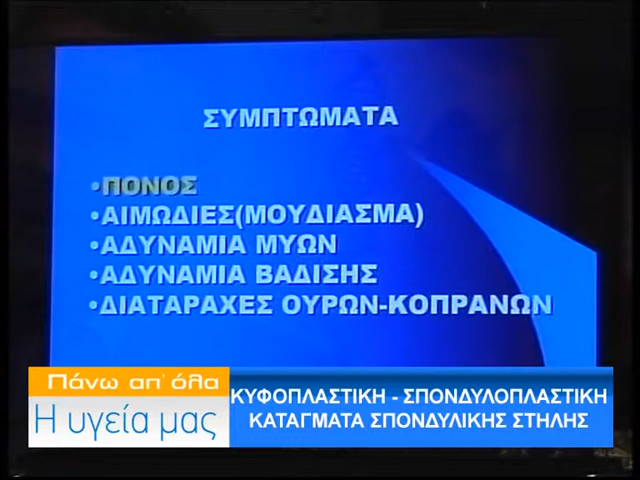 ΣΥΜΠΤΩΜΑΤΑ
•ΠΟΝΟΣ
•ΑΙΜΩΔΙΕΣ(ΜΟΥΔΙΑΣΜΑ)
•ΑΔΥΝΑΜΙΑ ΜΥΩΝ
•ΑΔΥΝΑΜΙΑ ΒΑΔΙΣΗΣ
•ΔΙΑΤΑΡΑΧΕΣ ΟΥΡΩΝ-ΚΟΠΡΑΝΩΝ
Πάνω απ' όλα
Η υγεία μας
ΚΥΦΟΠΛΑΣΤΙΚΗ - ΣΠΟΝΔΥΛΟΠΛΑΣΤΙΚΗ
ΚΑΤΑΓΜΑΤΑ ΣΠΟΝΔΥΛΙΚΗΣ ΣΤΗΛΗΣ